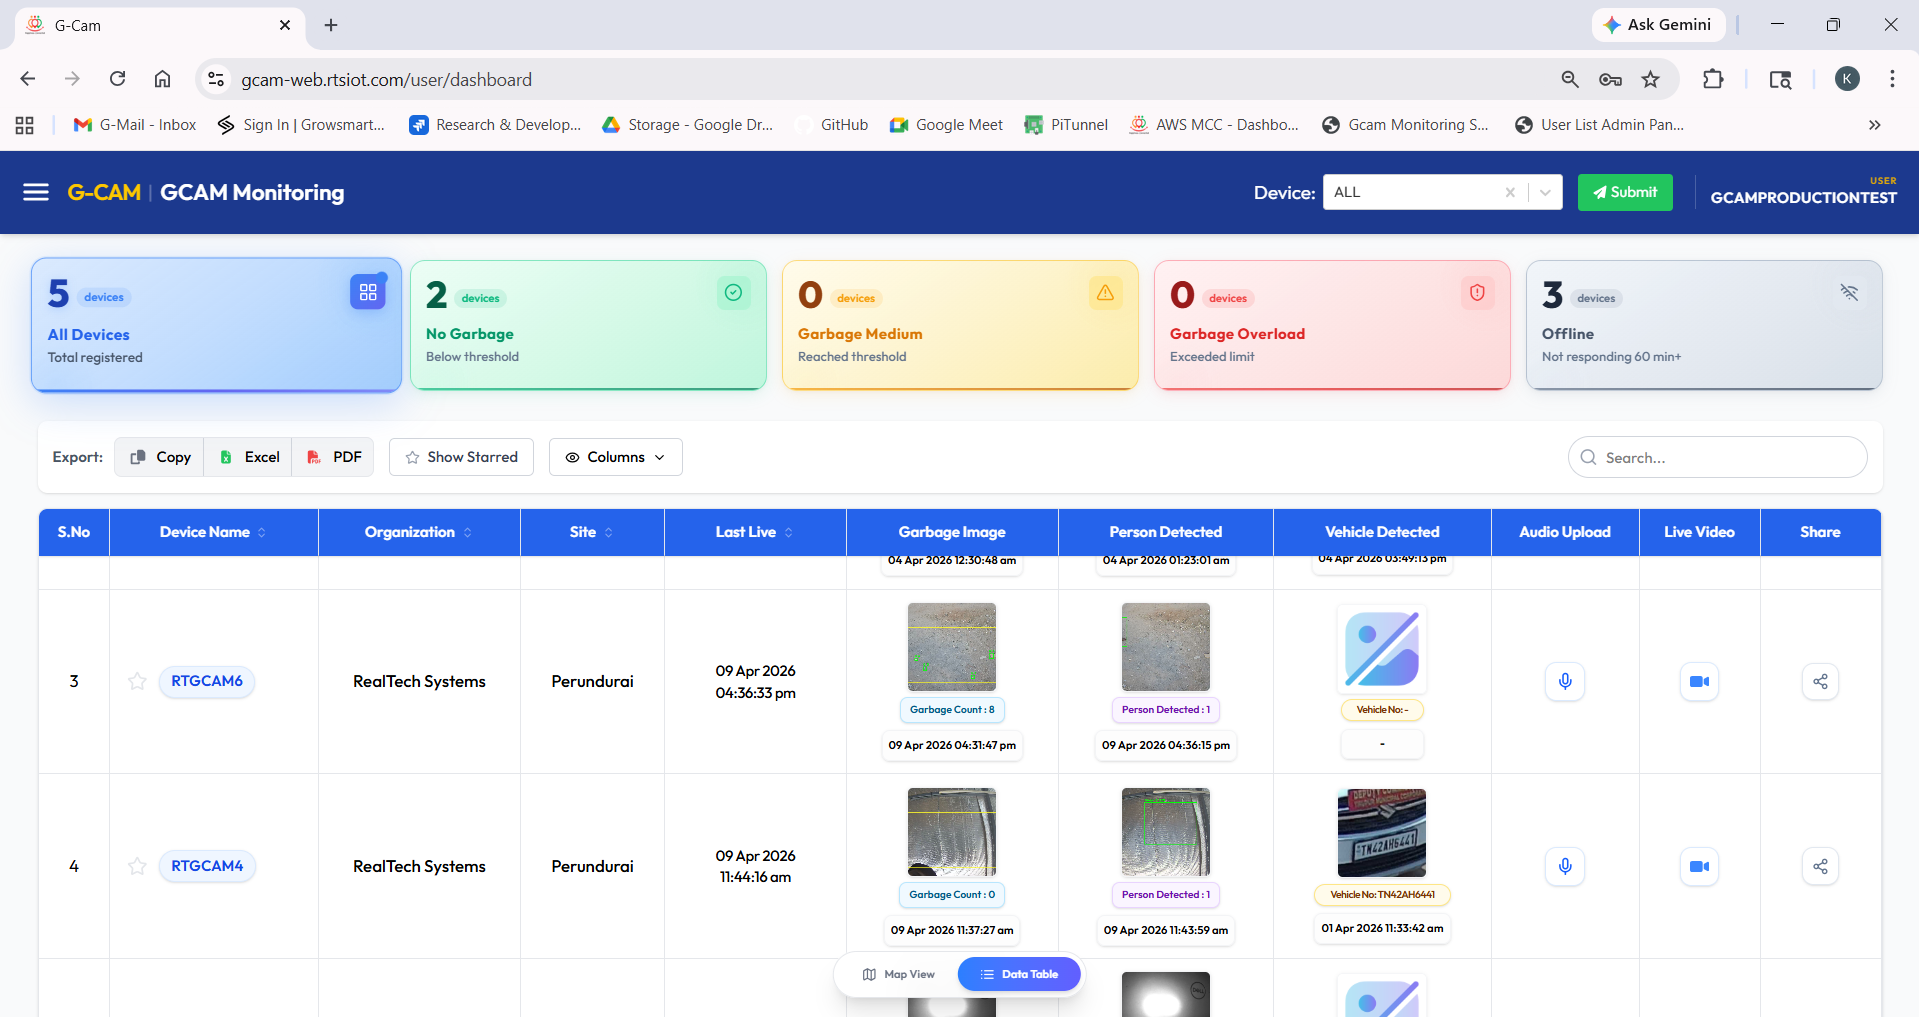 G-Cam
Ask Gemini
gcam-web.rtsiot.com/user/dashboard
K
G-Mail - Inbox
Sign In | Growsmart...
Research & Develop...
Storage - Google Dr...
GitHub
Google Meet
PiTunnel
AWS MCC - Dashbo...
Gcam Monitoring S...
User List Admin Pan...
G-CAM | GCAM Monitoring
Device:
ALL
Submit
USER
GCAMPRODUCTIONTEST
5 devices
All Devices
Total registered
2 devices
No Garbage
Below threshold
0 devices
Garbage Medium
Reached threshold
0 devices
Garbage Overload
Exceeded limit
3 devices
Offline
Not responding 60 min+
Export:
Copy
Excel
PDF
Show Starred
Columns
Search...
S.No
Device Name
Organization
Site
Last Live
Garbage Image
Person Detected
Vehicle Detected
Audio Upload
Live Video
Share
04 Apr 2026 12:30:48 am
04 Apr 2026 01:23:01 am
04 Apr 2026 03:49:13 pm
3
RTGCAM6
RealTech Systems
Perundurai
09 Apr 2026
04:36:33 pm
Garbage Count : 8
09 Apr 2026 04:31:47 pm
Person Detected : 1
09 Apr 2026 04:36:15 pm
Vehicle No: -
-
4
RTGCAM4
RealTech Systems
Perundurai
09 Apr 2026
11:44:16 am
Garbage Count : 0
09 Apr 2026 11:37:27 am
Person Detected : 1
09 Apr 2026 11:43:59 am
TN42AH6441
Vehicle No: TN42AH6441
01 Apr 2026 11:33:42 am
Map View
Data Table